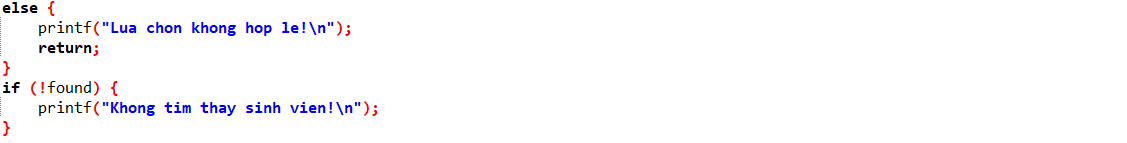 else {
    printf("Lua chon khong hop le!\n");
    return;
}
if (!found) {
    printf("Khong tim thay sinh vien!\n");
}